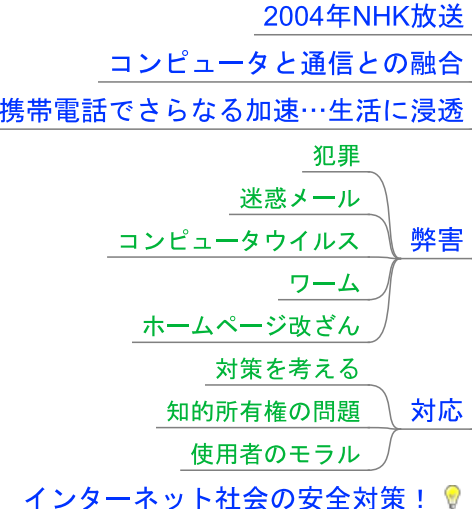 2004年NHK放送
コンピュータと通信との融合
携帯電話でさらなる加速…生活に浸透
犯罪
迷惑メール
コンピュータウイルス
ワーム
ホームページ改ざん
弊害
対策を考える
知的所有権の問題
使用者のモラル
対応
インターネット社会の安全対策！